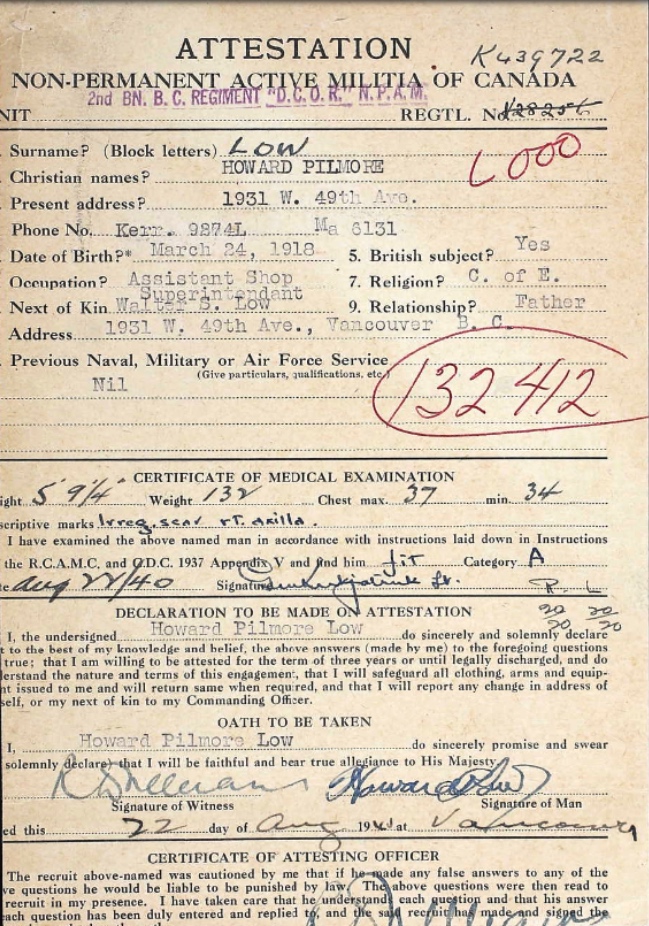 ATTESTATION
K439722
NON-PERMANENT ACTIVE MILITIA OF CANADA
2nd BN. B. C. REGIMENT "D.C.O.R." N.P.A.M.
NIT REGTL. No
Surname? (Block letters) LOW
Christian names? HOWARD PILMORE
L000
Present address? 1931 W. 49th Ave.
Phone No. Kerr. 9874L Ma 6131
Date of Birth?* March 24, 1918 5. British subject? Yes
Occupation? Assistant Shop Superintendant 7. Religion? C. of E.
Next of Kin Walter S. Low 9. Relationship? Father
Address 1931 W. 49th Ave., Vancouver B. C.
Previous Naval, Military or Air Force Service
(Give particulars, qualifications, etc.)
Nil
132412
CERTIFICATE OF MEDICAL EXAMINATION
ight 5' 9¼" Weight 132 Chest max. 37 min. 34
scriptive marks Irreg. scar rt. axilla.
I have examined the above named man in accordance with instructions laid down in Instructions
the R.C.A.M.C. and C.D.C. 1937 Appendix V and find him fit Category A
te Aug 22/40 Signature
R. L
20/20 20/20
DECLARATION TO BE MADE ON ATTESTATION
I, the undersigned Howard Pilmore Low do sincerely and solemnly declare
t to the best of my knowledge and belief, the above answers (made by me) to the foregoing questions
true; that I am willing to be attested for the term of three years or until legally discharged, and do
derstand the nature and terms of this engagement, that I will safeguard all clothing, arms and equip-
nt issued to me and will return same when required, and that I will report any change in address of
self, or my next of kin to my Commanding Officer.
OATH TO BE TAKEN
I, Howard Pilmore Low do sincerely promise and swear
solemnly declare) that I will be faithful and bear true allegiance to His Majesty.
Howard P Low
Signature of Witness Signature of Man
ed this 22 day of Aug 194 at Vancouver
CERTIFICATE OF ATTESTING OFFICER
The recruit above-named was cautioned by me that if he made any false answers to any of the
ve questions he would be liable to be punished by law. The above questions were then read to
recruit in my presence. I have taken care that he understands each question and that his answer
each question has been duly entered and replied to, and the said recruit has made and signed the